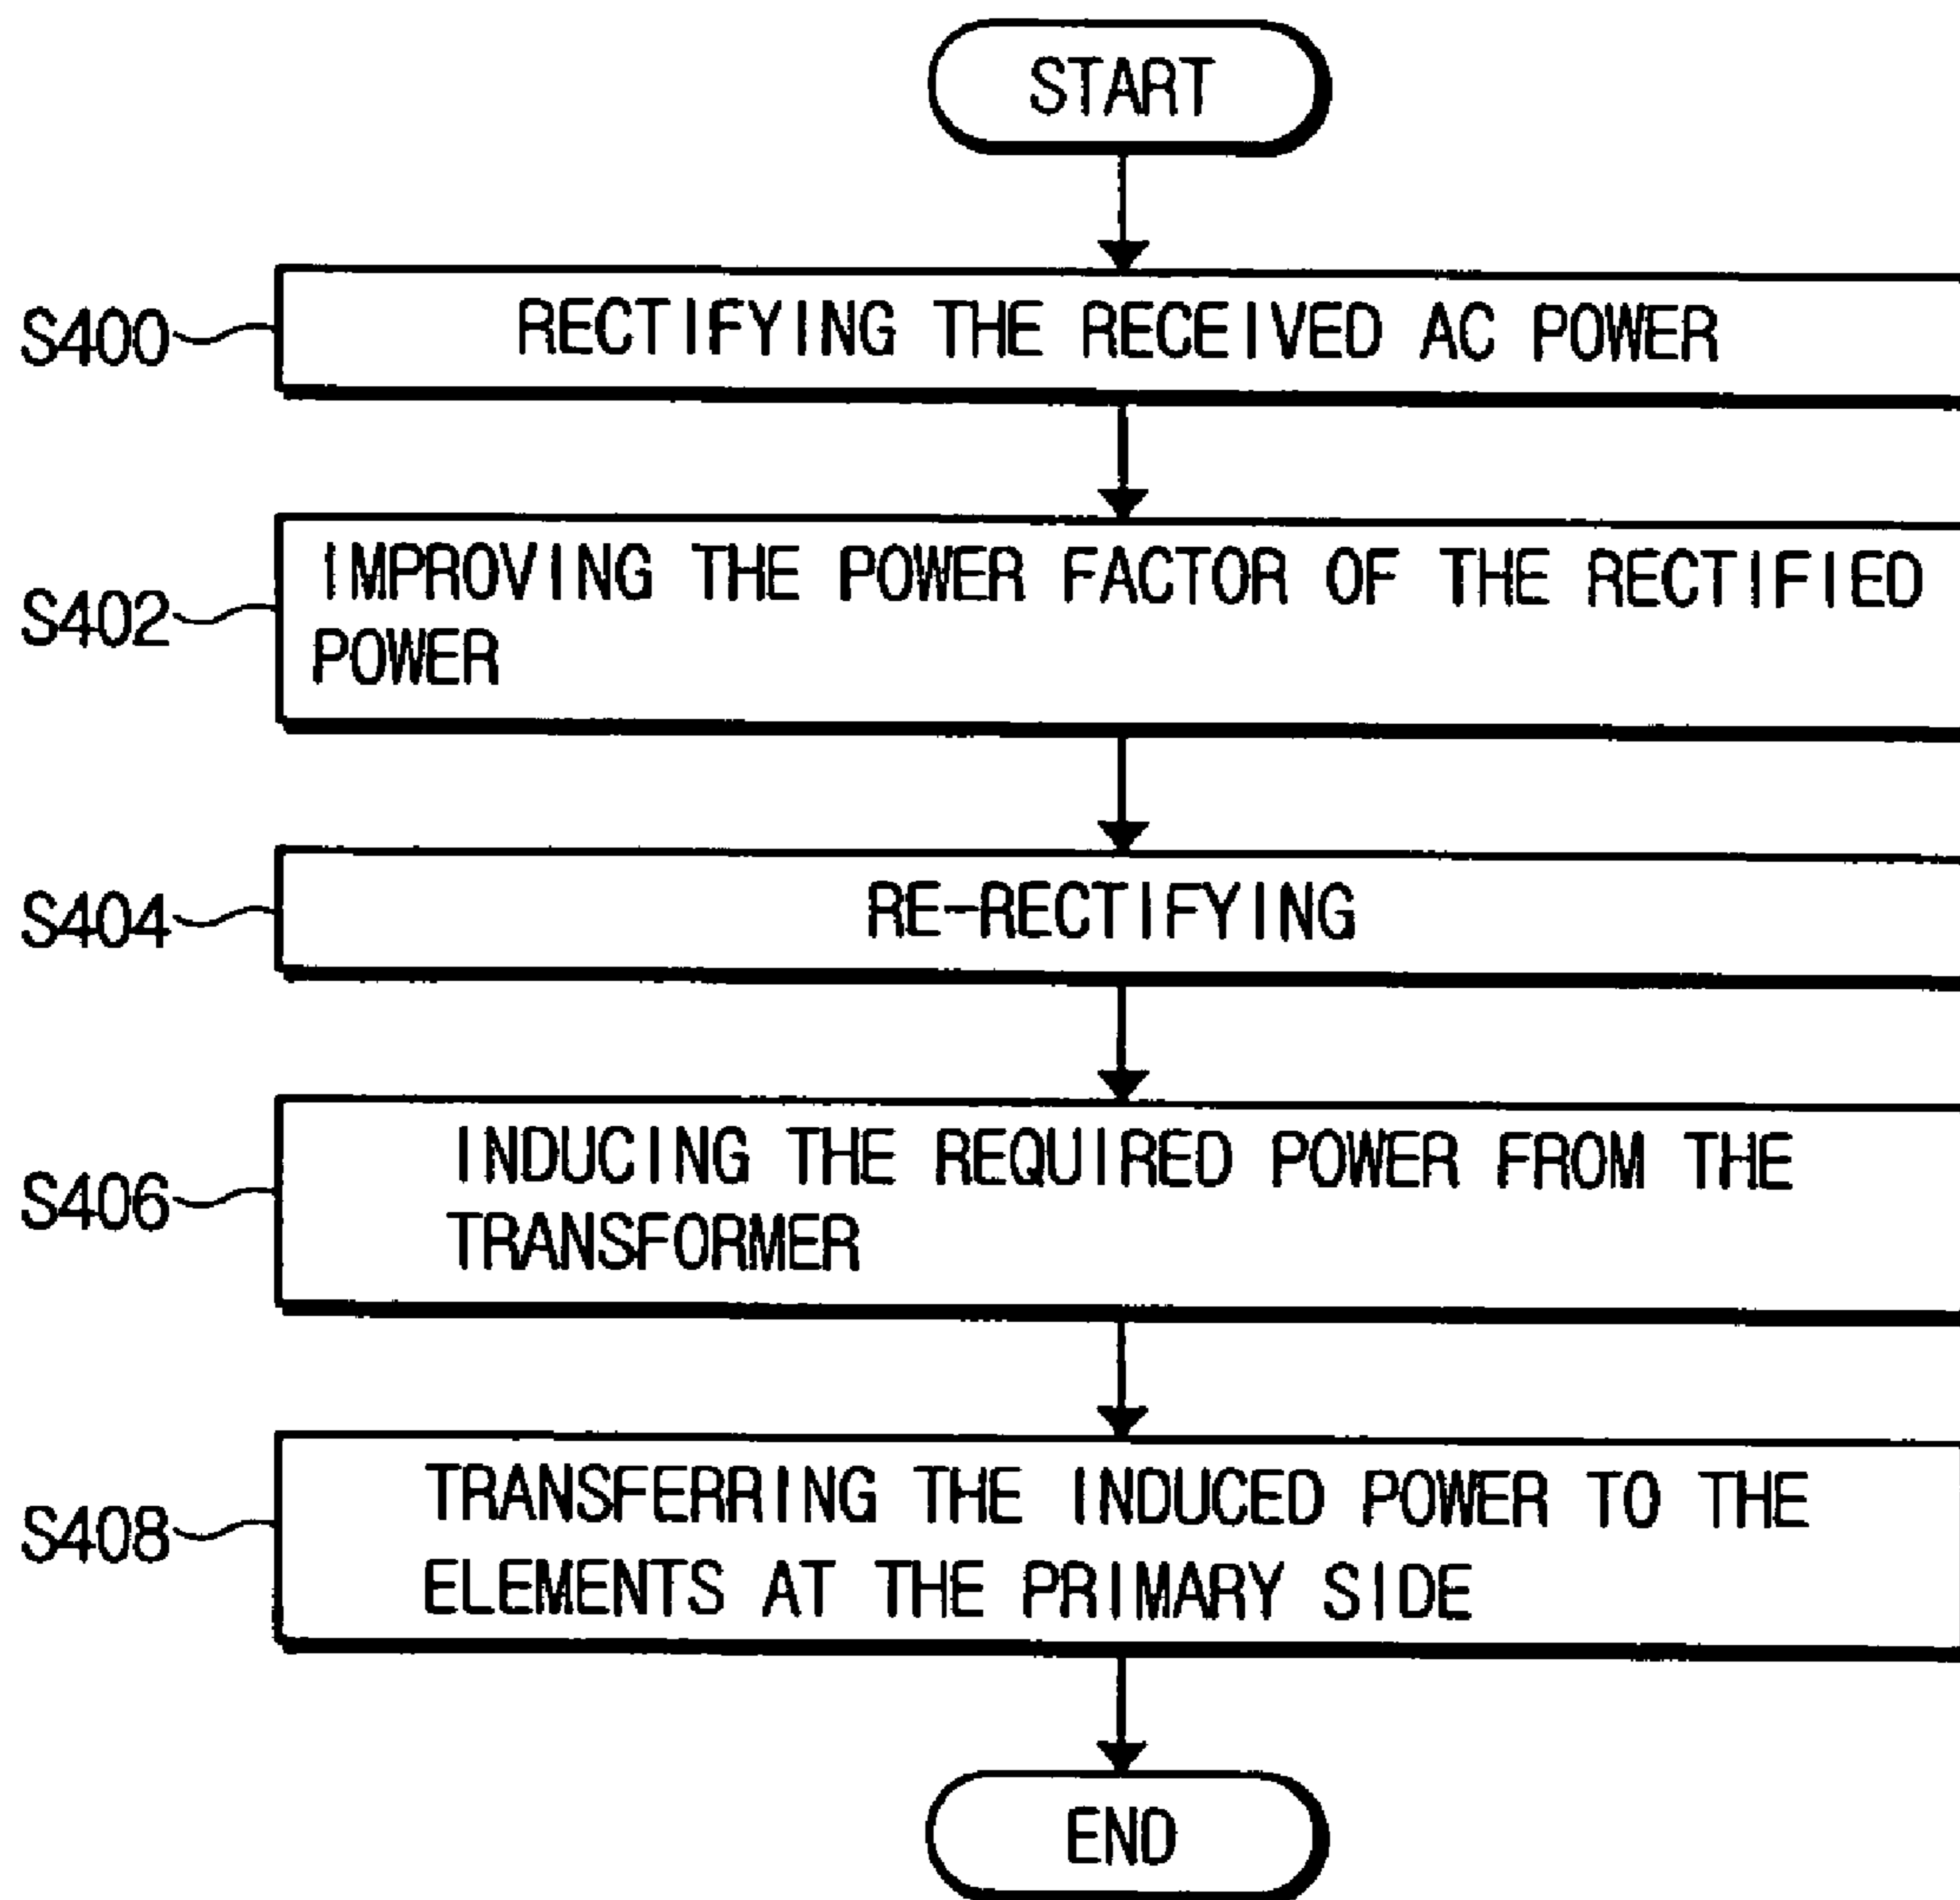 START
S400
RECTIFYING THE RECEIVED AC POWER
S402
IMPROVING THE POWER FACTOR OF THE RECTIFIED
POWER
S404
RE-RECTIFYING
S406
INDUCING THE REQUIRED POWER FROM THE
TRANSFORMER
S408
TRANSFERRING THE INDUCED POWER TO THE
ELEMENTS AT THE PRIMARY SIDE
END